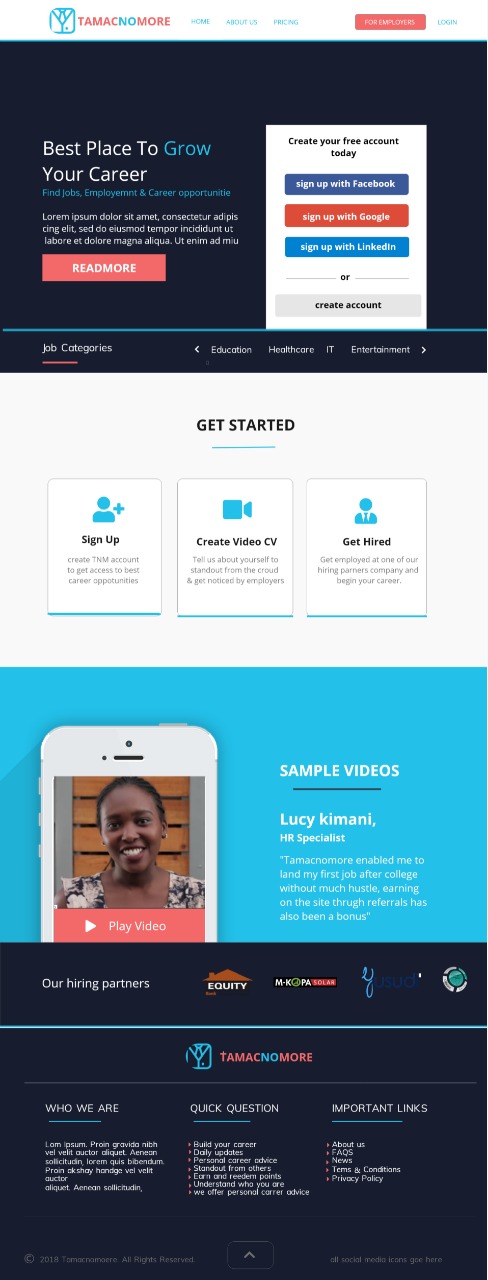 TAMACNOMORE HOME ABOUT US PRICING FOR EMPLOYERS LOGIN
Best Place To Grow
Your Career
Find Jobs, Employemnt & Career opportunitie
Lorem ipsum dolor sit amet, consectetur adipis
cing elit, sed do eiusmod tempor incididunt ut
labore et dolore magna aliqua. Ut enim ad miu
READMORE
Create your free account
today
sign up with Facebook
sign up with Google
sign up with LinkedIn
or
create account
Job Categories Education Healthcare IT Entertainment
GET STARTED
Sign Up
create TNM account
to get access to best
career oppotunities
Create Video CV
Tell us about yourself to
standout from the croud
& get noticed by employers
Get Hired
Get employed at one of our
hiring parners company and
begin your career.
Play Video
SAMPLE VIDEOS
Lucy kimani,
HR Specialist
"Tamacnomore enabled me to
land my first job after college
without much hustle, earning
on the site thrugh referrals has
also been a bonus"
Our hiring partners
EQUITY
Bank
M-KOPA SOLAR
yusudi
TAMACNOMORE
WHO WE ARE
Lom Ipsum. Proin gravida nibh
vel velit auctor aliquet. Aenean
sollicitudin, lorem quis bibendum.
Proin akshay handge vel velit
auctor
aliquet. Aenean sollicitudin,
QUICK QUESTION
Build your career
Daily updates
Personal career advice
Standout from others
Earn and reedem points
Understand who you are
we offer personal carrer advice
IMPORTANT LINKS
About us
FAQS
News
Tems & Conditions
Privacy Policy
© 2018 Tamacnomoere. All Rights Reserved.
all social media icons goe here